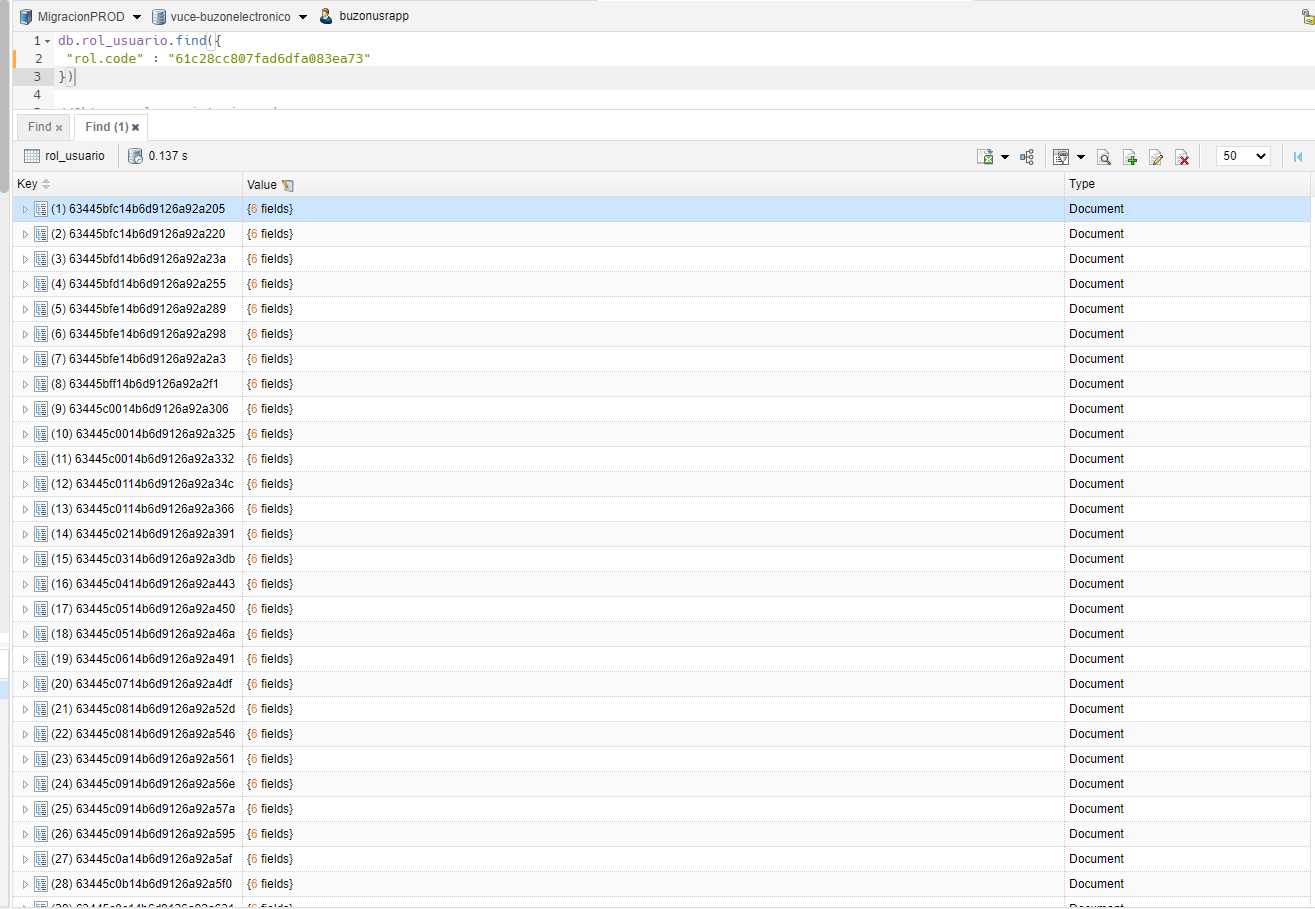 MigracionPROD vuce-buzonelectronico buzonusrapp
1 db.rol_usuario.find({
2 "rol.code" : "61c28cc807fad6dfa083ea73"
3 })
4
Find × Find (1) ×
rol_usuario 0.137 s 50
Key Value Type
(1) 63445bfc14b6d9126a92a205 {6 fields} Document
(2) 63445bfc14b6d9126a92a220 {6 fields} Document
(3) 63445bfd14b6d9126a92a23a {6 fields} Document
(4) 63445bfd14b6d9126a92a255 {6 fields} Document
(5) 63445bfe14b6d9126a92a289 {6 fields} Document
(6) 63445bfe14b6d9126a92a298 {6 fields} Document
(7) 63445bfe14b6d9126a92a2a3 {6 fields} Document
(8) 63445bff14b6d9126a92a2f1 {6 fields} Document
(9) 63445c0014b6d9126a92a306 {6 fields} Document
(10) 63445c0014b6d9126a92a325 {6 fields} Document
(11) 63445c0014b6d9126a92a332 {6 fields} Document
(12) 63445c0114b6d9126a92a34c {6 fields} Document
(13) 63445c0114b6d9126a92a366 {6 fields} Document
(14) 63445c0214b6d9126a92a391 {6 fields} Document
(15) 63445c0314b6d9126a92a3db {6 fields} Document
(16) 63445c0414b6d9126a92a443 {6 fields} Document
(17) 63445c0514b6d9126a92a450 {6 fields} Document
(18) 63445c0514b6d9126a92a46a {6 fields} Document
(19) 63445c0614b6d9126a92a491 {6 fields} Document
(20) 63445c0714b6d9126a92a4df {6 fields} Document
(21) 63445c0814b6d9126a92a52d {6 fields} Document
(22) 63445c0814b6d9126a92a546 {6 fields} Document
(23) 63445c0914b6d9126a92a561 {6 fields} Document
(24) 63445c0914b6d9126a92a56e {6 fields} Document
(25) 63445c0914b6d9126a92a57a {6 fields} Document
(26) 63445c0914b6d9126a92a595 {6 fields} Document
(27) 63445c0a14b6d9126a92a5af {6 fields} Document
(28) 63445c0b14b6d9126a92a5f0 {6 fields} Document